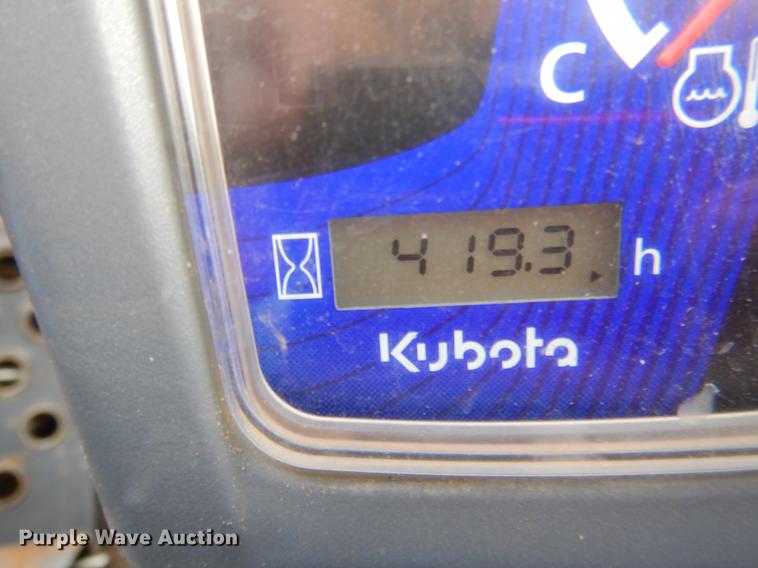 C
419.3 h
Kubota
Purple Wave Auction